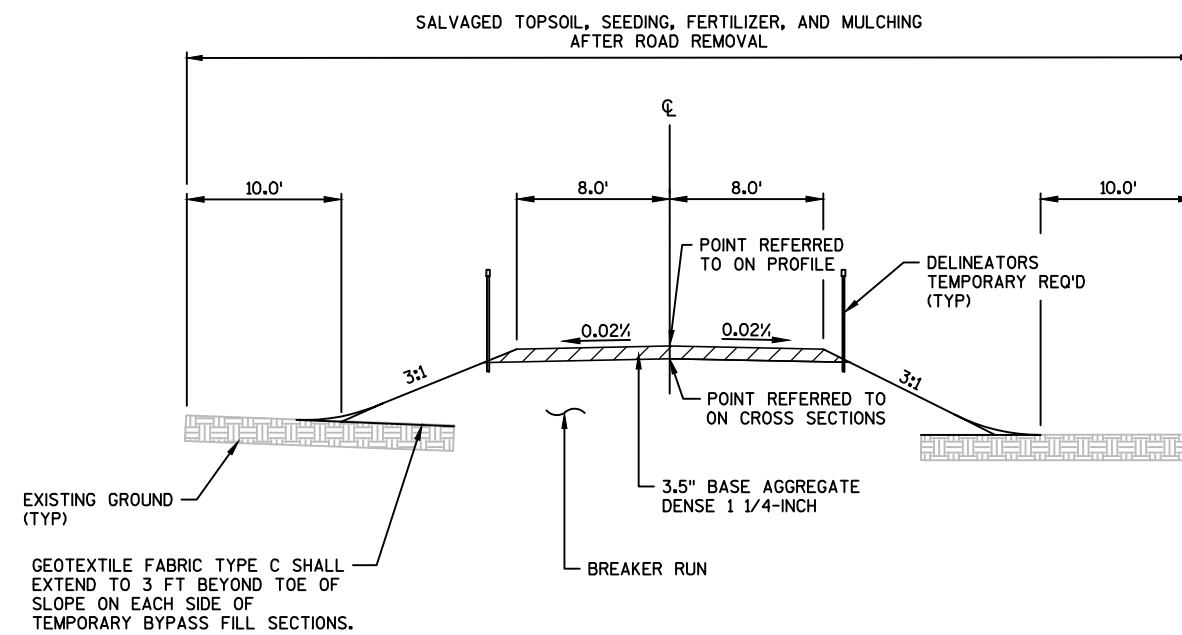 SALVAGED TOPSOIL, SEEDING, FERTILIZER, AND MULCHING
AFTER ROAD REMOVAL
℄
10.0'
8.0'
8.0'
10.0'
POINT REFERRED
TO ON PROFILE
DELINEATORS
TEMPORARY REQ'D
(TYP)
0.02%
0.02%
3:1
3:1
POINT REFERRED TO
ON CROSS SECTIONS
3.5" BASE AGGREGATE
DENSE 1 1/4-INCH
EXISTING GROUND
(TYP)
BREAKER RUN
GEOTEXTILE FABRIC TYPE C SHALL
EXTEND TO 3 FT BEYOND TOE OF
SLOPE ON EACH SIDE OF
TEMPORARY BYPASS FILL SECTIONS.